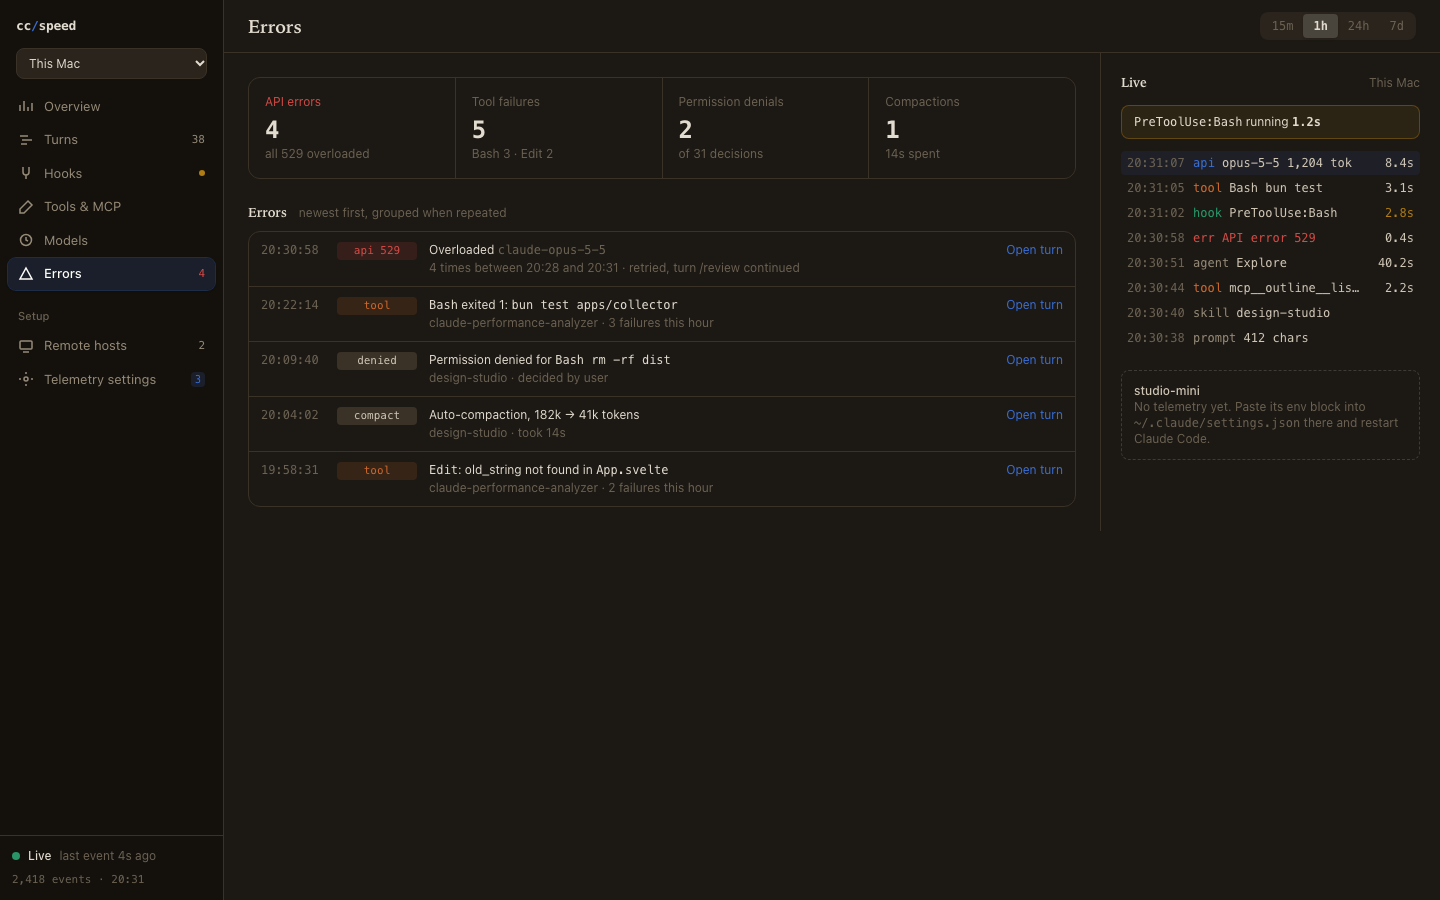 cc/speed
This Mac
Overview
Turns 38
Hooks
Tools & MCP
Models
Errors 4
Setup
Remote hosts 2
Telemetry settings 3
Live last event 4s ago
2,418 events · 20:31
Errors
15m 1h 24h 7d
API errors
4
all 529 overloaded
Tool failures
5
Bash 3 · Edit 2
Permission denials
2
of 31 decisions
Compactions
1
14s spent
Errors newest first, grouped when repeated
20:30:58 api 529 Overloaded claude-opus-5-5 Open turn
4 times between 20:28 and 20:31 · retried, turn /review continued
20:22:14 tool Bash exited 1: bun test apps/collector Open turn
claude-performance-analyzer · 3 failures this hour
20:09:40 denied Permission denied for Bash rm -rf dist Open turn
design-studio · decided by user
20:04:02 compact Auto-compaction, 182k → 41k tokens Open turn
design-studio · took 14s
19:58:31 tool Edit: old_string not found in App.svelte Open turn
claude-performance-analyzer · 2 failures this hour
Live This Mac
PreToolUse:Bash running 1.2s
20:31:07 api opus-5-5 1,204 tok 8.4s
20:31:05 tool Bash bun test 3.1s
20:31:02 hook PreToolUse:Bash 2.8s
20:30:58 err API error 529 0.4s
20:30:51 agent Explore 40.2s
20:30:44 tool mcp__outline__lis… 2.2s
20:30:40 skill design-studio
20:30:38 prompt 412 chars
studio-mini
No telemetry yet. Paste its env block into
~/.claude/settings.json there and restart
Claude Code.